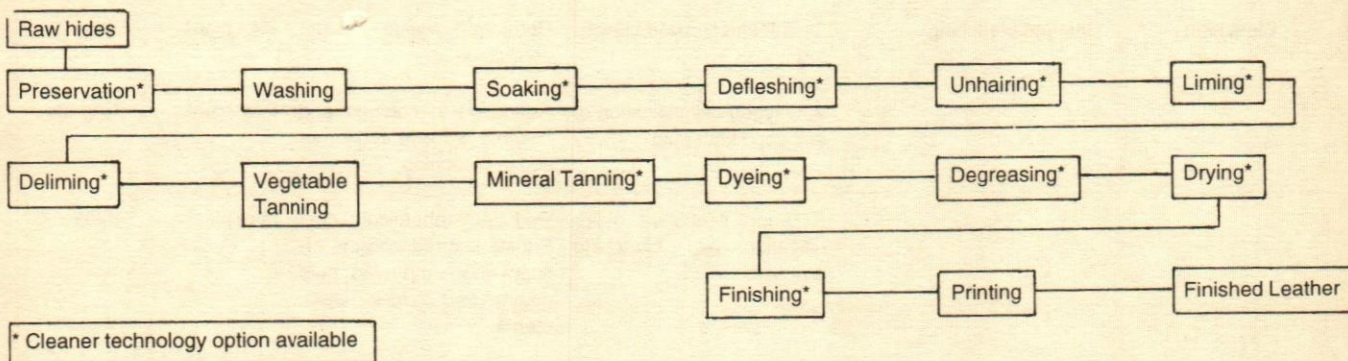 Raw hides
Preservation*
Washing
Soaking*
Defleshing*
Unhairing*
Liming*
Deliming*
Vegetable
Tanning
Mineral Tanning*
Dyeing*
Degreasing*
Drying*
Finishing*
Printing
Finished Leather
* Cleaner technology option available